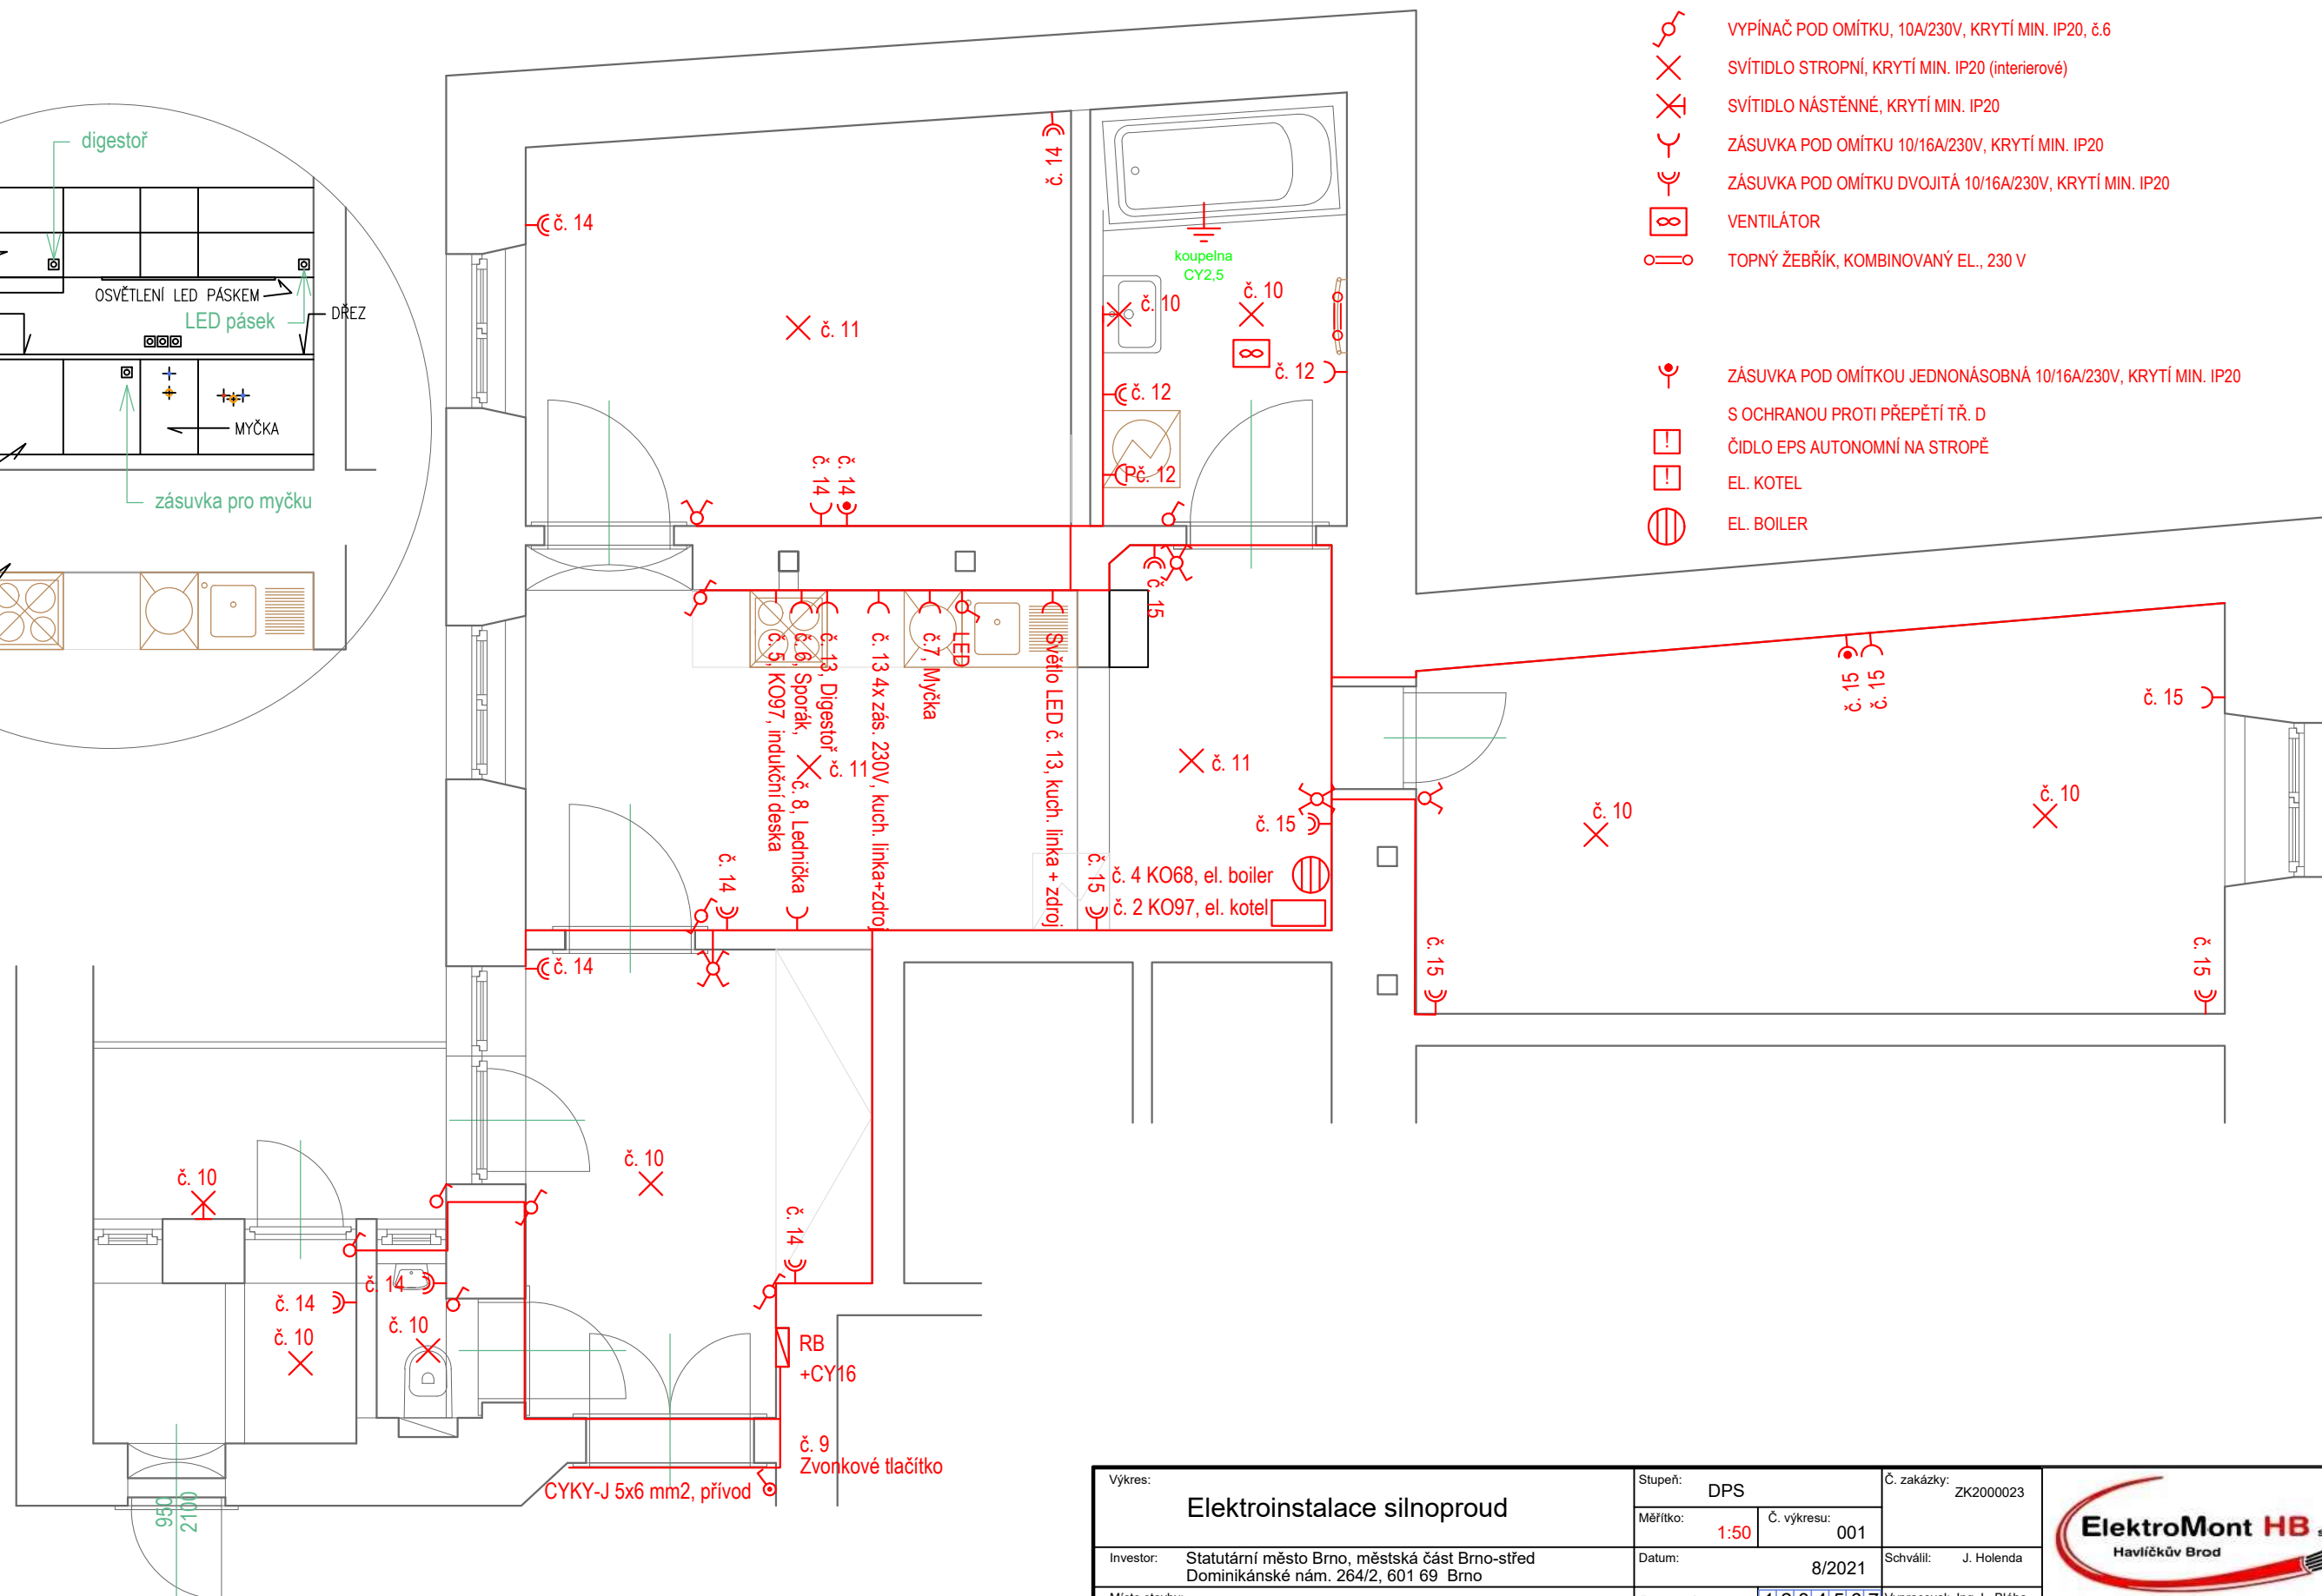 VYPÍNAČ POD OMÍTKU, 10A/230V, KRYTÍ MIN. IP20, č.6
SVÍTIDLO STROPNÍ, KRYTÍ MIN. IP20 (interierové)
SVÍTIDLO NÁSTĚNNÉ, KRYTÍ MIN. IP20
ZÁSUVKA POD OMÍTKU 10/16A/230V, KRYTÍ MIN. IP20
ZÁSUVKA POD OMÍTKU DVOJITÁ 10/16A/230V, KRYTÍ MIN. IP20
VENTILÁTOR
TOPNÝ ŽEBŘÍK, KOMBINOVANÝ EL., 230 V
ZÁSUVKA POD OMÍTKOU JEDNONÁSOBNÁ 10/16A/230V, KRYTÍ MIN. IP20
S OCHRANOU PROTI PŘEPĚTÍ TŘ. D
! ČIDLO EPS AUTONOMNÍ NA STROPĚ
! EL. KOTEL
EL. BOILER
digestoř
OSVĚTLENÍ LED PÁSKEM
LED pásek
DŘEZ
MYČKA
zásuvka pro myčku
č. 14
č. 14
č. 11
č. 14
č. 14
koupelna
CY2,5
č. 10
č. 10
č. 12
č. 12
Pč. 12
č. 15
č. 5, KO97, indukční deska
č. 6, Sporák,
č. 13, Digestoř
č. 8, Lednička
č. 11
č. 13 4x zás. 230V, kuch. linka+zdroj
č.7, Myčka
LED
Světlo LED č. 13, kuch. linka + zdroj
č. 11
č. 15
č. 14
č. 15
č. 4 KO68, el. boiler
č. 2 KO97, el. kotel
č. 15
č. 15
č. 15
č. 10
č. 10
č. 15
č. 15
č. 14
č. 10
č. 14
č. 10
č. 14
č. 14
č. 10
č. 10
RB
+CY16
č. 9
Zvonkové tlačítko
CYKY-J 5x6 mm2, přívod
950
2100
Výkres:
Elektroinstalace silnoproud
Stupeň: DPS
Č. zakázky: ZK2000023
Měřítko: 1:50
Č. výkresu: 001
Investor: Statutární město Brno, městská část Brno-střed
Dominikánské nám. 264/2, 601 69 Brno
Datum: 8/2021
Schválil: J. Holenda
ElektroMont HB
Havlíčkův Brod